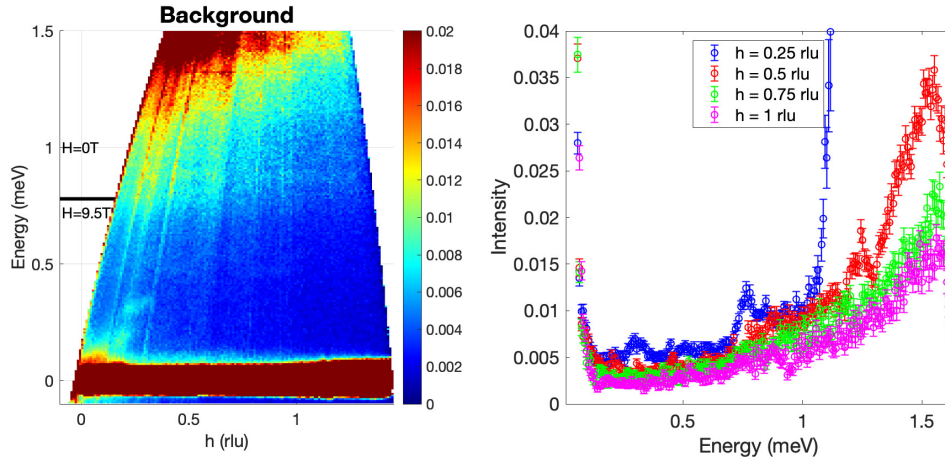 Background
1.5
1
0.5
0
Energy (meV)
H=0T
H=9.5T
0
0.5
1
h (rlu)
0.02
0.018
0.016
0.014
0.012
0.01
0.008
0.006
0.004
0.002
0
0.04
0.035
0.03
0.025
0.02
0.015
0.01
0.005
0
Intensity
h = 0.25 rlu
h = 0.5 rlu
h = 0.75 rlu
h = 1 rlu
0.5
1
1.5
Energy (meV)